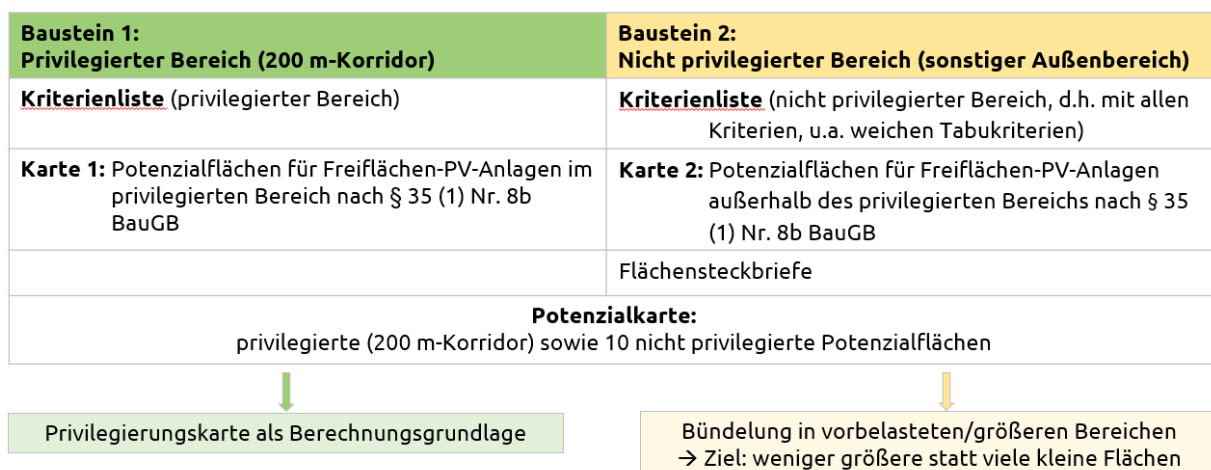 Baustein 1:
Privilegierter Bereich (200 m-Korridor)
Baustein 2:
Nicht privilegierter Bereich (sonstiger Außenbereich)
Kriterienliste (privilegierter Bereich)
Kriterienliste (nicht privilegierter Bereich, d.h. mit allen
Kriterien, u.a. weichen Tabukriterien)
Karte 1: Potenzialflächen für Freiflächen-PV-Anlagen im
privilegierten Bereich nach § 35 (1) Nr. 8b
BauGB
Karte 2: Potenzialflächen für Freiflächen-PV-Anlagen
außerhalb des privilegierten Bereichs nach § 35
(1) Nr. 8b BauGB
Flächensteckbriefe
Potenzialkarte:
privilegierte (200 m-Korridor) sowie 10 nicht privilegierte Potenzialflächen
Privilegierungskarte als Berechnungsgrundlage
Bündelung in vorbelasteten/größeren Bereichen
→ Ziel: weniger größere statt viele kleine Flächen